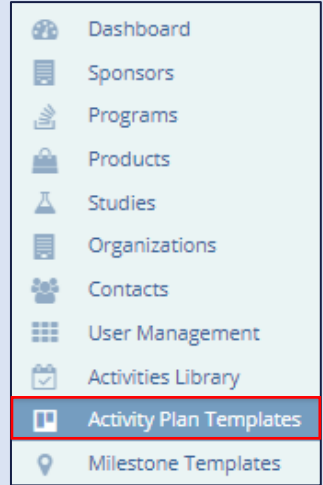 Dashboard
Sponsors
Programs
Products
Studies
Organizations
Contacts
User Management
Activities Library
Activity Plan Templates
Milestone Templates